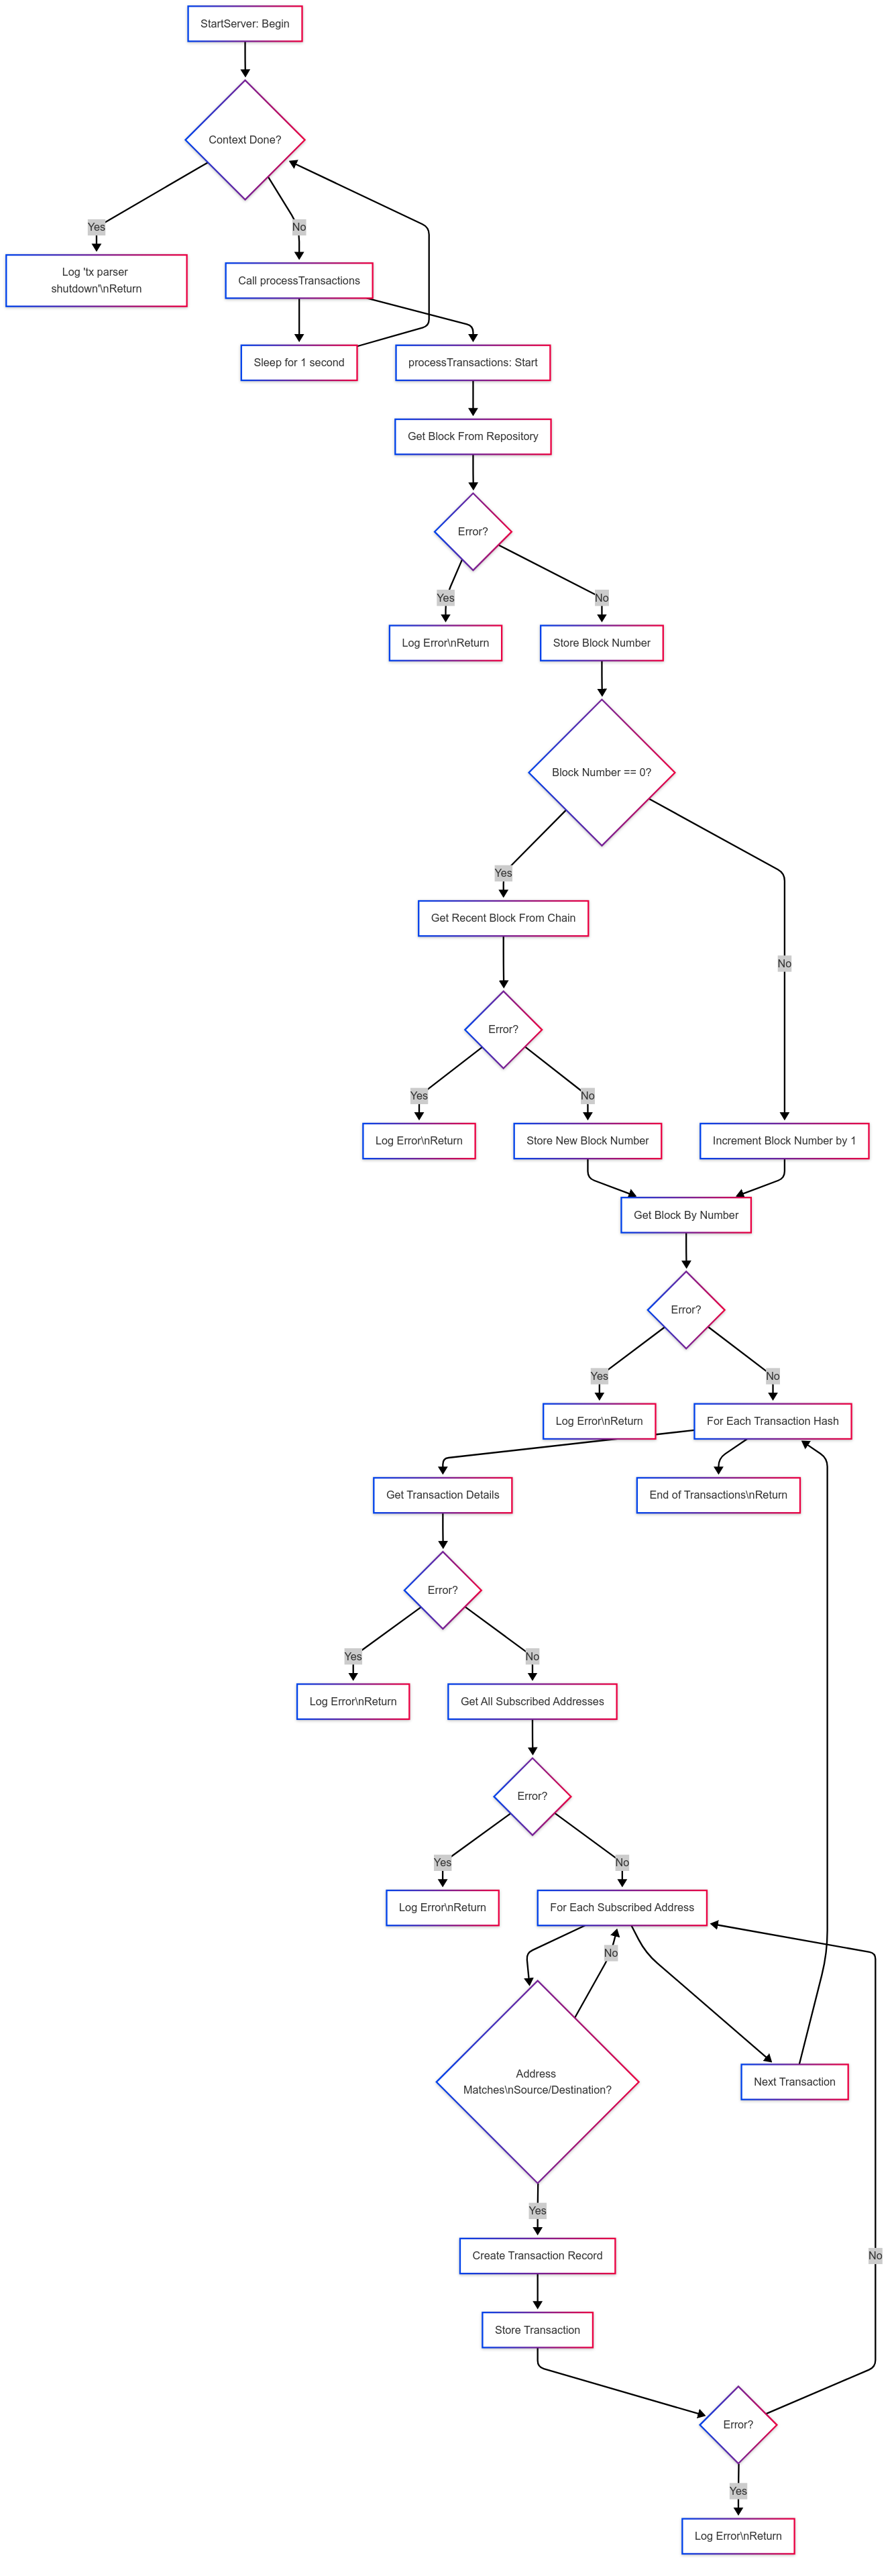 StartServer: Begin
Context Done?
Yes
No
Log 'tx parser
shutdown"\nReturn
Call processTransactions
Sleep for 1 second
processTransactions: Start
Get Block From Repository
Error?
Yes
No
Log Error\nReturn
Store Block Number
Block Number == 0?
Yes
Get Recent Block From Chain
No
Error?
Yes
No
Log Error\nReturn
Store New Block Number
Increment Block Number by 1
Get Block By Number
Error?
Yes
No
Log Error\nReturn
For Each Transaction Hash
Get Transaction Details
End of Transactions\nReturn
Error?
Yes
No
Log Error\nReturn
Get All Subscribed Addresses
Error?
Yes
No
Log Error\nReturn
For Each Subscribed Address
No
Address
Matches\nSource/Destination?
Next Transaction
Yes
Create Transaction Record
No
Store Transaction
Error?
Yes
Log Error\nReturn